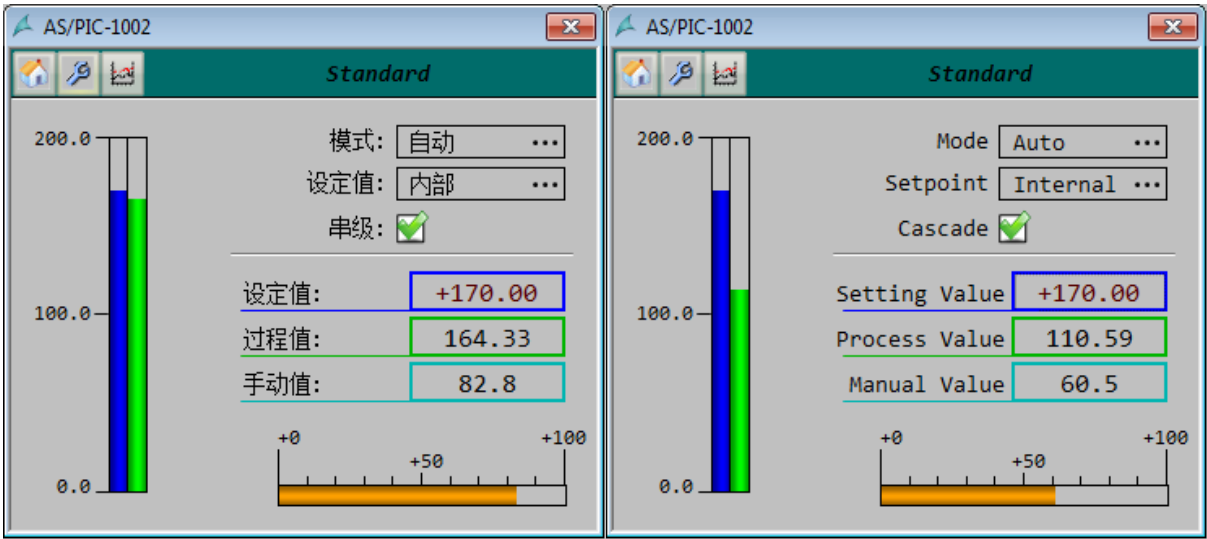 AS/PIC-1002
Standard
200.0
100.0
0.0
模式: 自动 ...
设定值: 内部 ...
串级:
设定值: +170.00
过程值: 164.33
手动值: 82.8
+0 +100
+50
AS/PIC-1002
Standard
200.0
100.0
0.0
Mode Auto ...
Setpoint Internal ...
Cascade
Setting Value +170.00
Process Value 110.59
Manual Value 60.5
+0 +100
+50